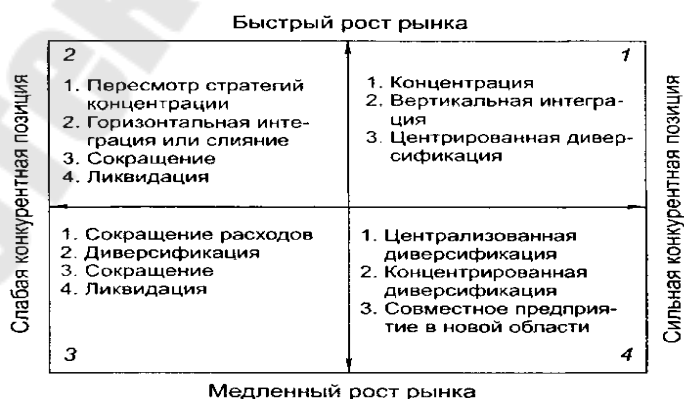 Быстрый рост рынка
Слабая конкурентная позиция
2
1. Пересмотр стратегий
концентрации
2. Горизонтальная инте-
грация или слияние
3. Сокращение
4. Ликвидация
1
1. Концентрация
2. Вертикальная интегра-
ция
3. Центрированная дивер-
сификация
1. Сокращение расходов
2. Диверсификация
3. Сокращение
4. Ликвидация
3
1. Централизованная
диверсификация
2. Концентрированная
диверсификация
3. Совместное предприя-
тие в новой области
4
Сильная конкурентная позиция
Медленный рост рынка